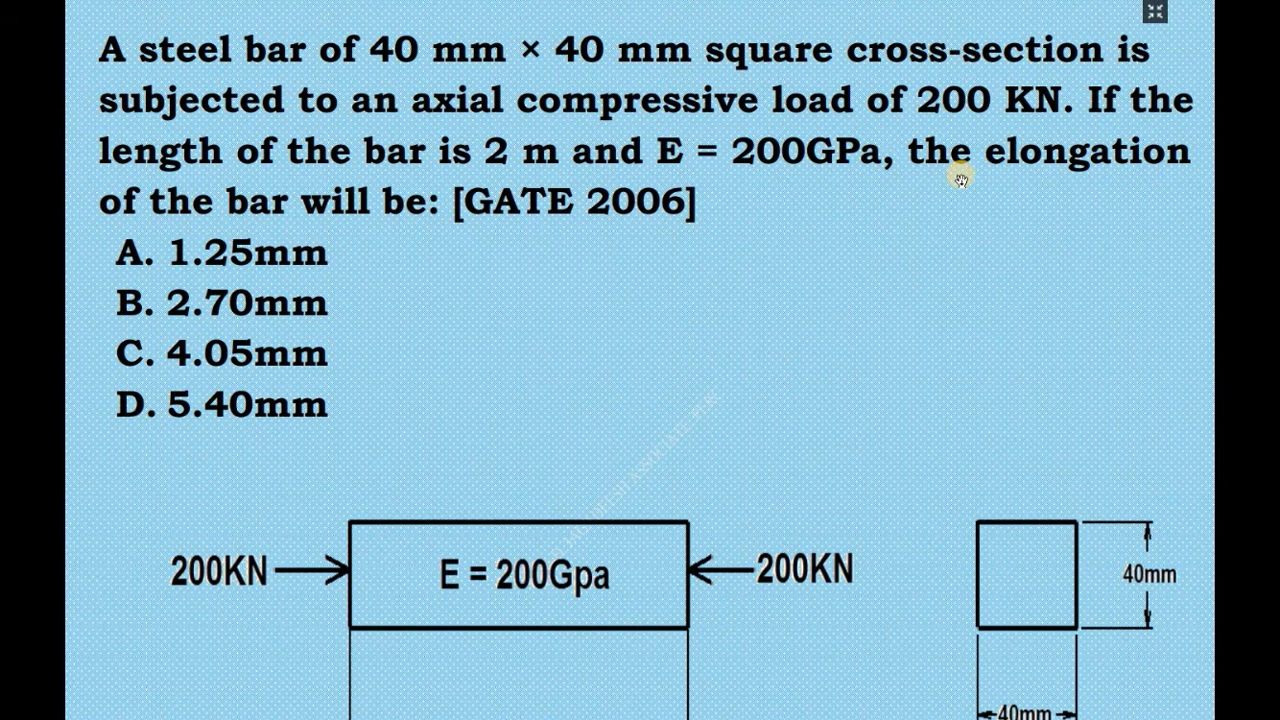 A steel bar of 40 mm × 40 mm square cross-section is
subjected to an axial compressive load of 200 KN. If the
length of the bar is 2 m and E = 200GPa, the elongation
of the bar will be: [GATE 2006]
A. 1.25mm
B. 2.70mm
C. 4.05mm
D. 5.40mm
200KN
E = 200Gpa
200KN
40mm
40mm